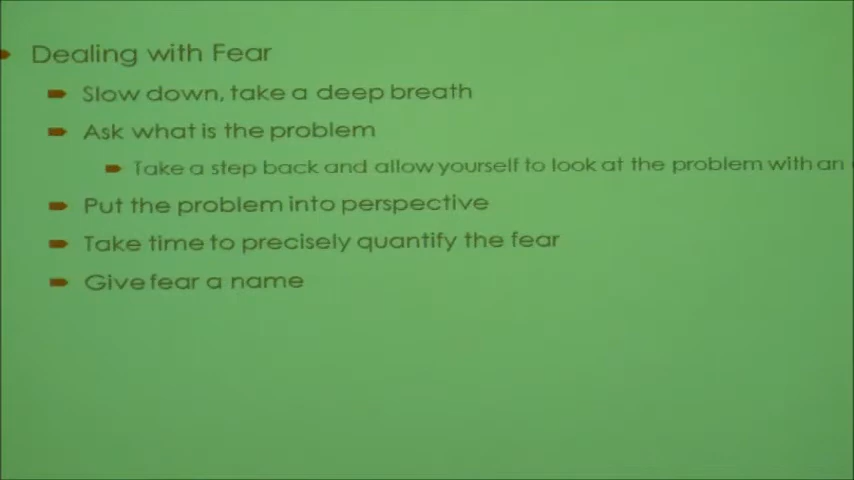 Dealing with Fear
Slow down, take a deep breath
Ask what is the problem
Take a step back and allow yourself to look at the problem with an
Put the problem into perspective
Take time to precisely quantify the fear
Give fear a name